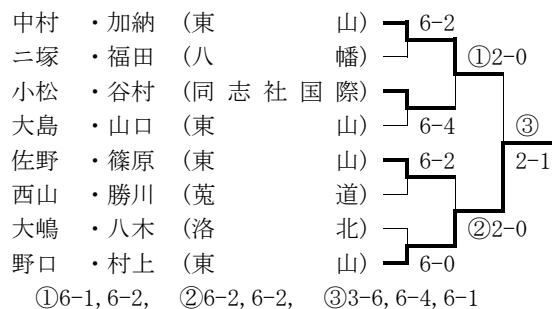 中村 ・加納 (東 山) 6-2
二塚 ・福田 (八 幡) ①2-0
小松 ・谷村 (同志社国際)
大島 ・山口 (東 山) 6-4 ③
佐野 ・篠原 (東 山) 6-2 2-1
西山 ・勝川 (莵 道)
大嶋 ・八木 (洛 北) ②2-0
野口 ・村上 (東 山) 6-0
①6-1, 6-2, ②6-2, 6-2, ③3-6, 6-4, 6-1